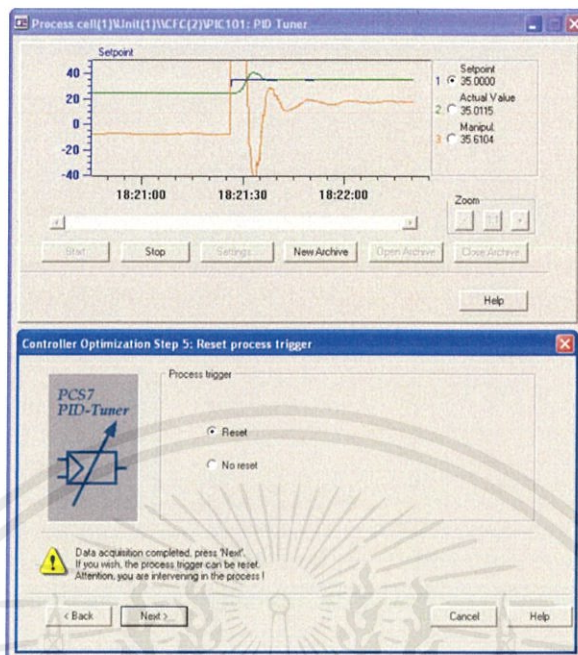 Process cell(1)\Unit(1)\\CFC(2)\PIC101: PID Tuner
Setpoint
40
20
0
-20
-40
18:21:00 18:21:30 18:22:00
Setpoint
1 35.0000
Actual Value
2 35.0115
Manipul.
3 35.6104
Zoom
- 1:1 +
Start Stop Settings... New Archive Open Archive Close Archive
Help
Controller Optimization Step 5: Reset process trigger
PCS7
PID-Tuner
Process trigger
Reset
No reset
Data acquisition completed, press 'Next'.
If you wish, the process trigger can be reset.
Attention, you are intervening in the process !
< Back Next > Cancel Help